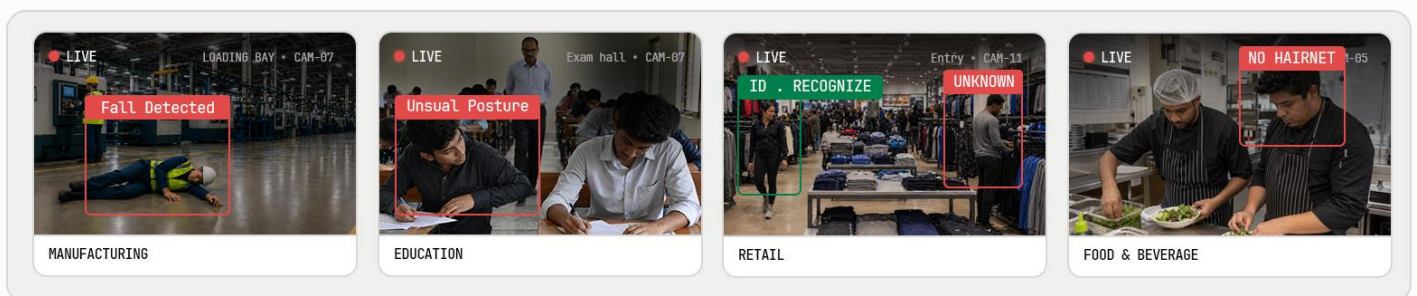 LIVE
LOADING BAY • CAM-07
Fall Detected
MANUFACTURING
LIVE
Exam hall • CAM-07
Unsual Posture
EDUCATION
LIVE
Entry • CAM-11
ID . RECOGNIZE
UNKNOWN
RETAIL
LIVE
NO HAIRNET
-05
FOOD & BEVERAGE